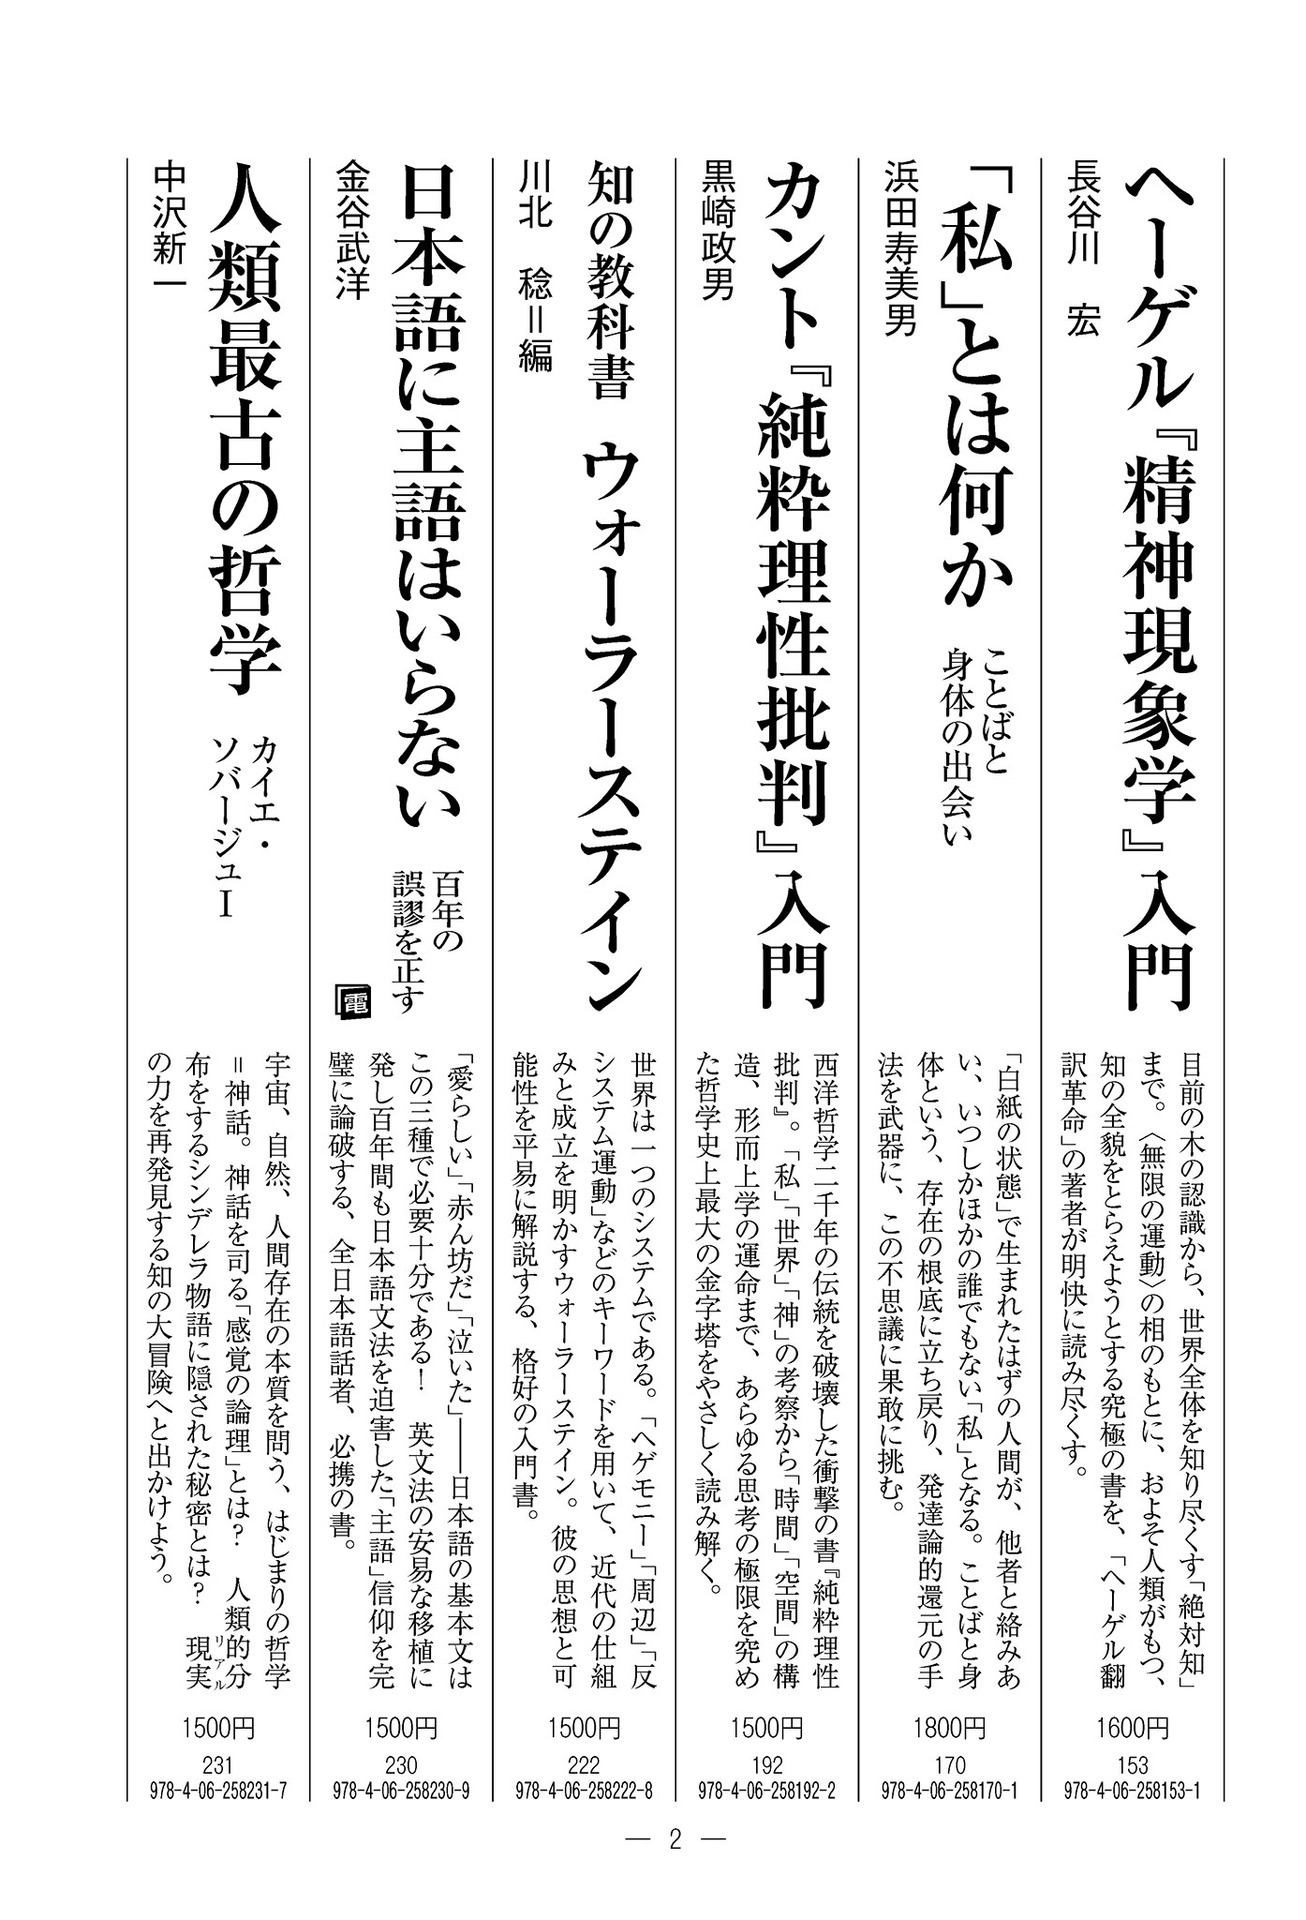 ヘーゲル『精神現象学』入門
長谷川　宏
目前の木の認識から、世界全体を知り尽くす「絶対知」
まで。〈無限の運動〉の相のもとに、およそ人類がもつ、
知の全貌をとらえようとする究極の書を、「ヘーゲル翻
訳革命」の著者が明快に読み尽くす。
1600円
153
978-4-06-258153-1
「私」とは何か
ことばと
身体の出会い
浜田寿美男
「白紙の状態」で生まれたはずの人間が、他者と絡みあ
い、いつしかほかの誰でもない「私」となる。ことばと身
体という、存在の根底に立ち戻り、発達論的還元の手
法を武器に、この不思議に果敢に挑む。
1800円
170
978-4-06-258170-1
カント『純粋理性批判』入門
黒崎政男
西洋哲学二千年の伝統を破壊した衝撃の書『純粋理性
批判』。「私」「世界」「神」の考察から「時間」「空間」の構
造、形而上学の運命まで、あらゆる思考の極限を究め
た哲学史上最大の金字塔をやさしく読み解く。
1500円
192
978-4-06-258192-2
知の教科書　ウォーラーステイン
川北　稔＝編
世界は一つのシステムである。「ヘゲモニー」「周辺」「反
システム運動」などのキーワードを用いて、近代の仕組
みと成立を明かすウォーラーステイン。彼の思想と可
能性を平易に解説する、格好の入門書。
1500円
222
978-4-06-258222-8
日本語に主語はいらない
百年の
誤謬を正す
金谷武洋
電
「愛らしい」「赤ん坊だ」「泣いた」——日本語の基本文は
この三種で必要十分である！　英文法の安易な移植に
発し百年間も日本語文法を迫害した「主語」信仰を完
璧に論破する、全日本語話者、必携の書。
1500円
230
978-4-06-258230-9
人類最古の哲学
カイエ・
ソバージュⅠ
中沢新一
宇宙、自然、人間存在の本質を問う、はじまりの哲学
＝神話。神話を司る「感覚の論理」とは？　人類的分
布をするシンデレラ物語に隠された秘密とは？　現実
リアル
の力を再発見する知の大冒険へと出かけよう。
1500円
231
978-4-06-258231-7
— 2 —